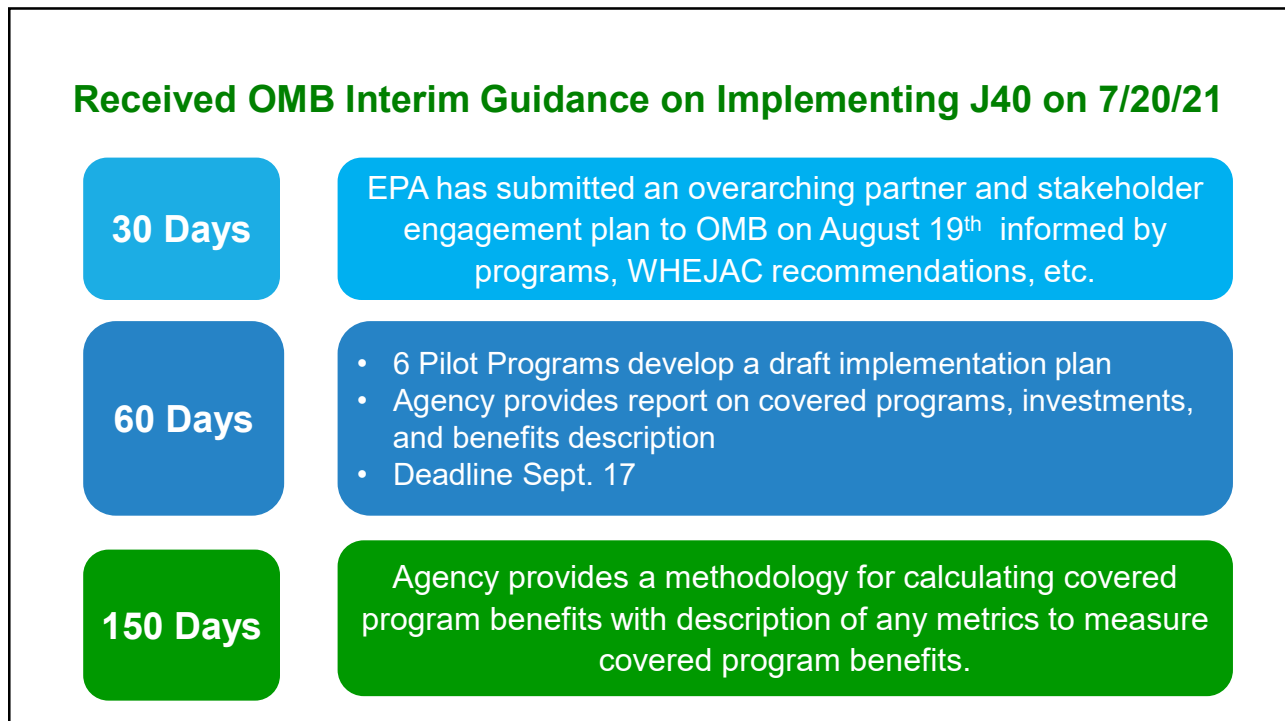 Received OMB Interim Guidance on Implementing J40 on 7/20/21
30 Days
EPA has submitted an overarching partner and stakeholder
engagement plan to OMB on August 19th informed by
programs, WHEJAC recommendations, etc.
60 Days
• 6 Pilot Programs develop a draft implementation plan
• Agency provides report on covered programs, investments,
and benefits description
• Deadline Sept. 17
150 Days
Agency provides a methodology for calculating covered
program benefits with description of any metrics to measure
covered program benefits.